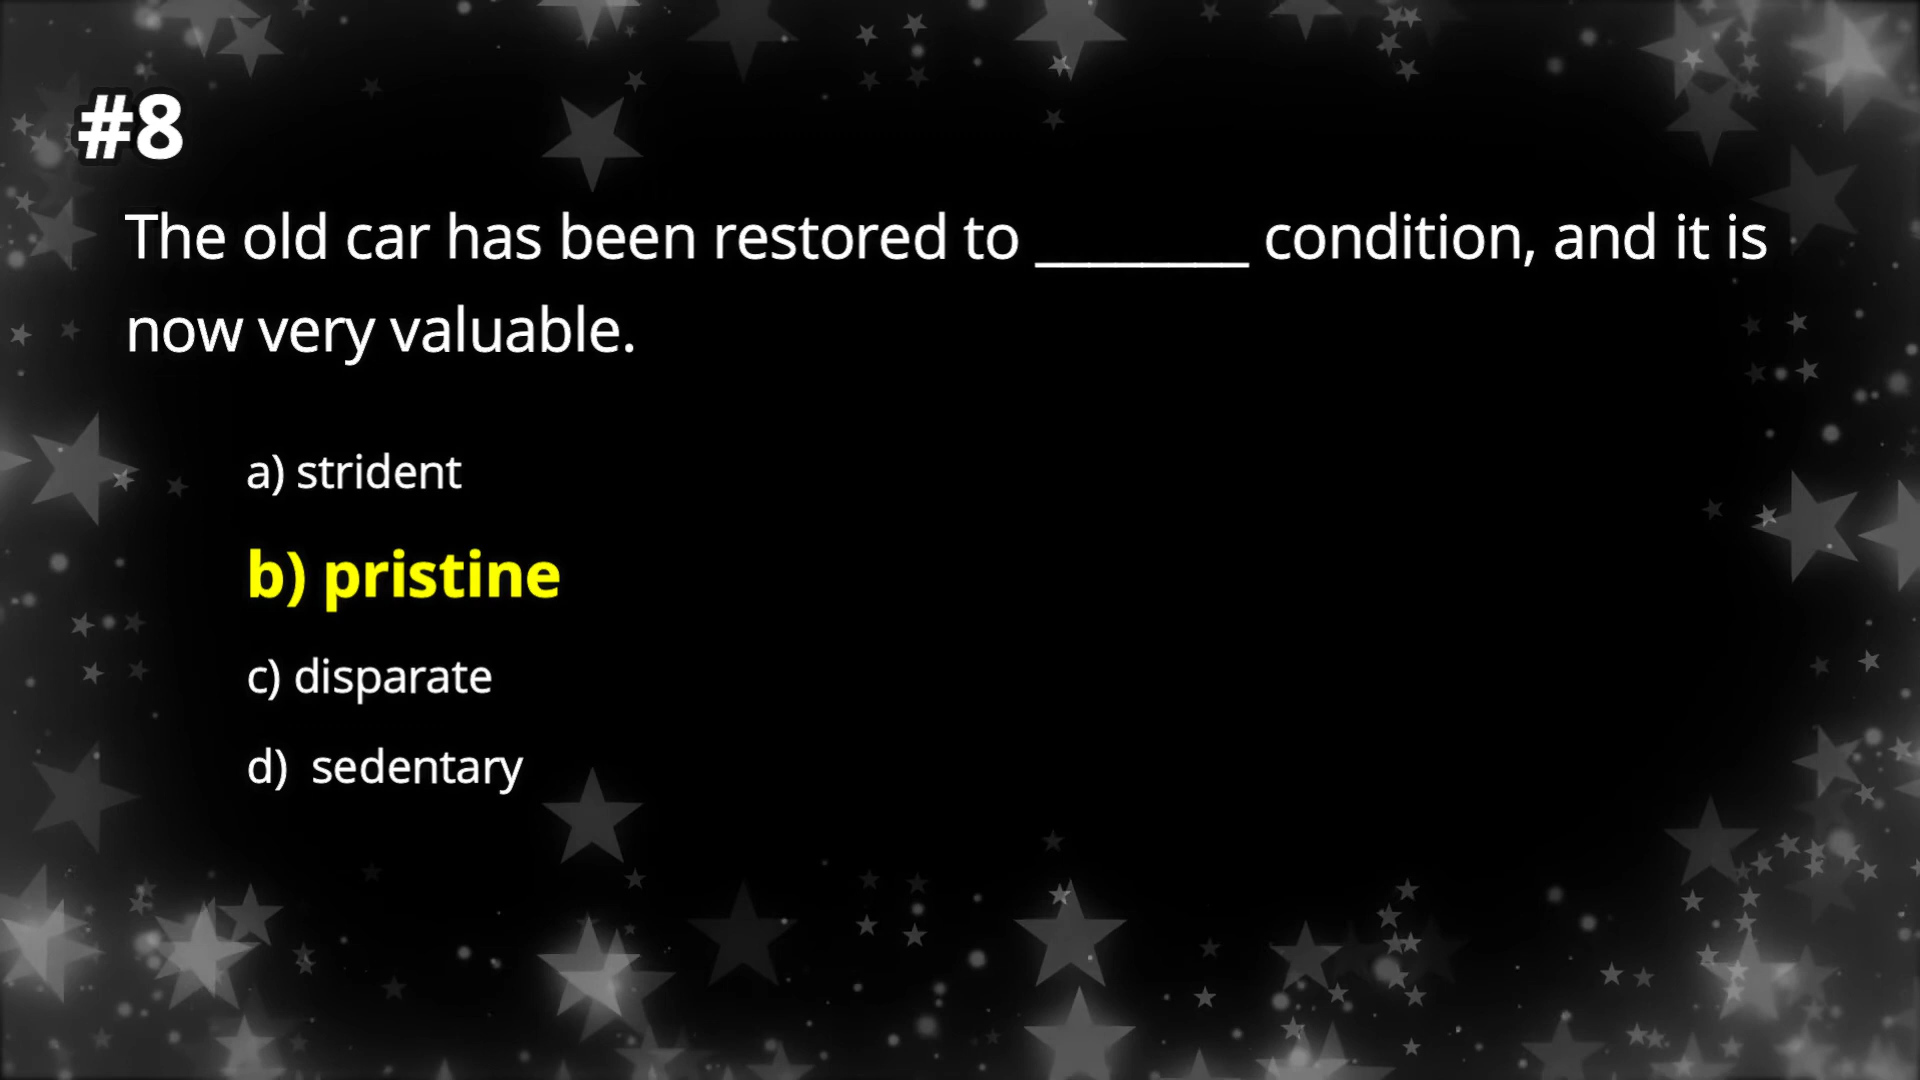 #8
The old car has been restored to ________ condition, and it is
now very valuable.
a) strident
b) pristine
c) disparate
d) sedentary